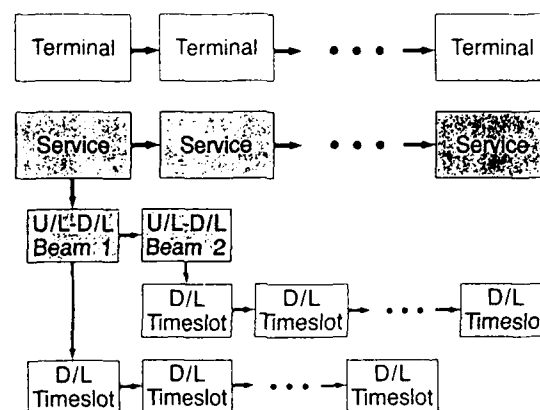 Terminal Terminal • • • Terminal
Service Service • • • Service
U/L-D/L U/L-D/L
Beam 1 Beam 2
D/L D/L D/L
Timeslot Timeslot • • • Timeslot
D/L D/L D/L
Timeslot Timeslot • • • Timeslot